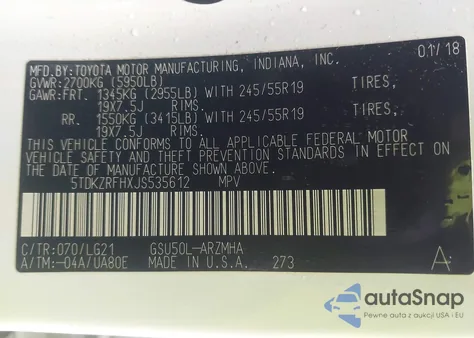 MFD.BY:TOYOTA MOTOR MANUFACTURING, INDIANA, INC. 01/18
GVWR:2700KG (5950LB)
GAWR:FRT. 1345KG (2955LB) WITH 245/55R19 TIRES,
19X7.5J RIMS.
RR. 1550KG (3415LB) WITH 245/55R19 TIRES,
19X7.5J RIMS.
THIS VEHICLE CONFORMS TO ALL APPLICABLE FEDERAL MOTOR
VEHICLE SAFETY AND THEFT PREVENTION STANDARDS IN EFFECT ON
THE DATE OF MANUFACTURE SHOWN ABOVE.
5TDKZRFHXJS535612 MPV
C/TR:070/LG21 GSU50L-ARZMHA
A/TM:-04A/UA80E MADE IN U.S.A. 273 A:
autoSnap
Pewne auta z aukcji USA i EU